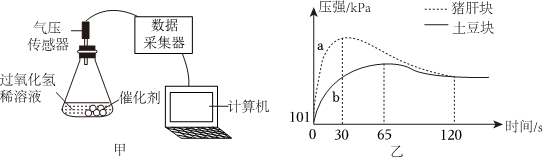 气压
传感器
数据
采集器
过氧化氢
稀溶液
催化剂
计算机
甲
压强/kPa
猪肝块
土豆块
a
b
101
0 30 65 120 时间/s
乙